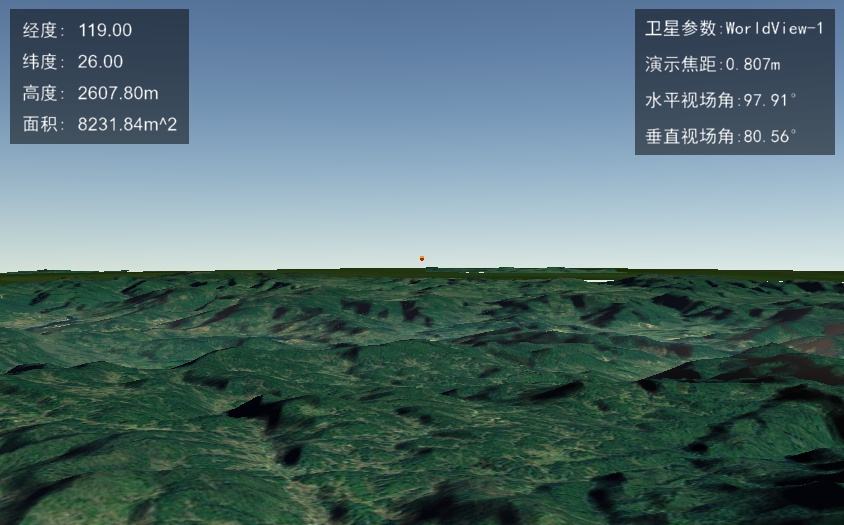 经度: 119.00
纬度: 26.00
高度: 2607.80m
面积: 8231.84m^2
卫星参数:WorldView-1
演示焦距:0.807m
水平视场角:97.91°
垂直视场角:80.56°